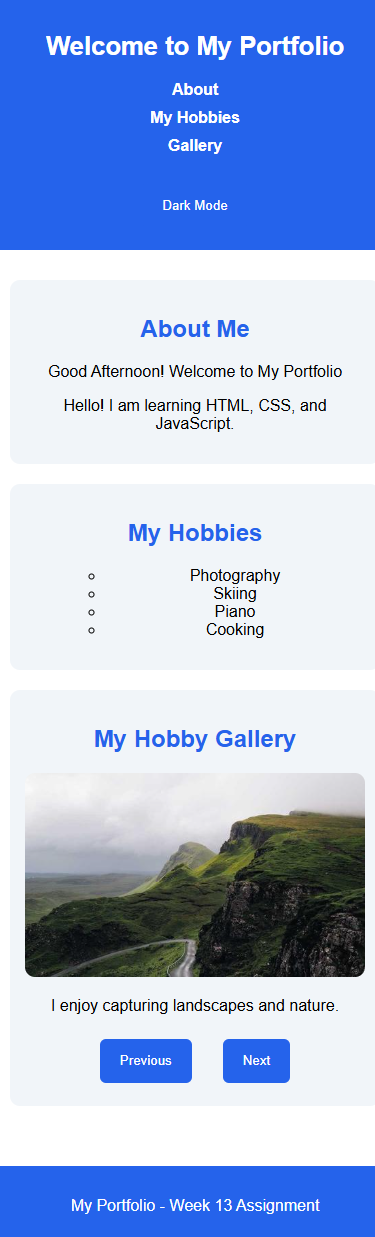 Welcome to My Portfolio
About
My Hobbies
Gallery
Dark Mode
About Me
Good Afternoon! Welcome to My Portfolio
Hello! I am learning HTML, CSS, and
JavaScript.
My Hobbies
Photography
Skiing
Piano
Cooking
My Hobby Gallery
I enjoy capturing landscapes and nature.
Previous Next
My Portfolio - Week 13 Assignment